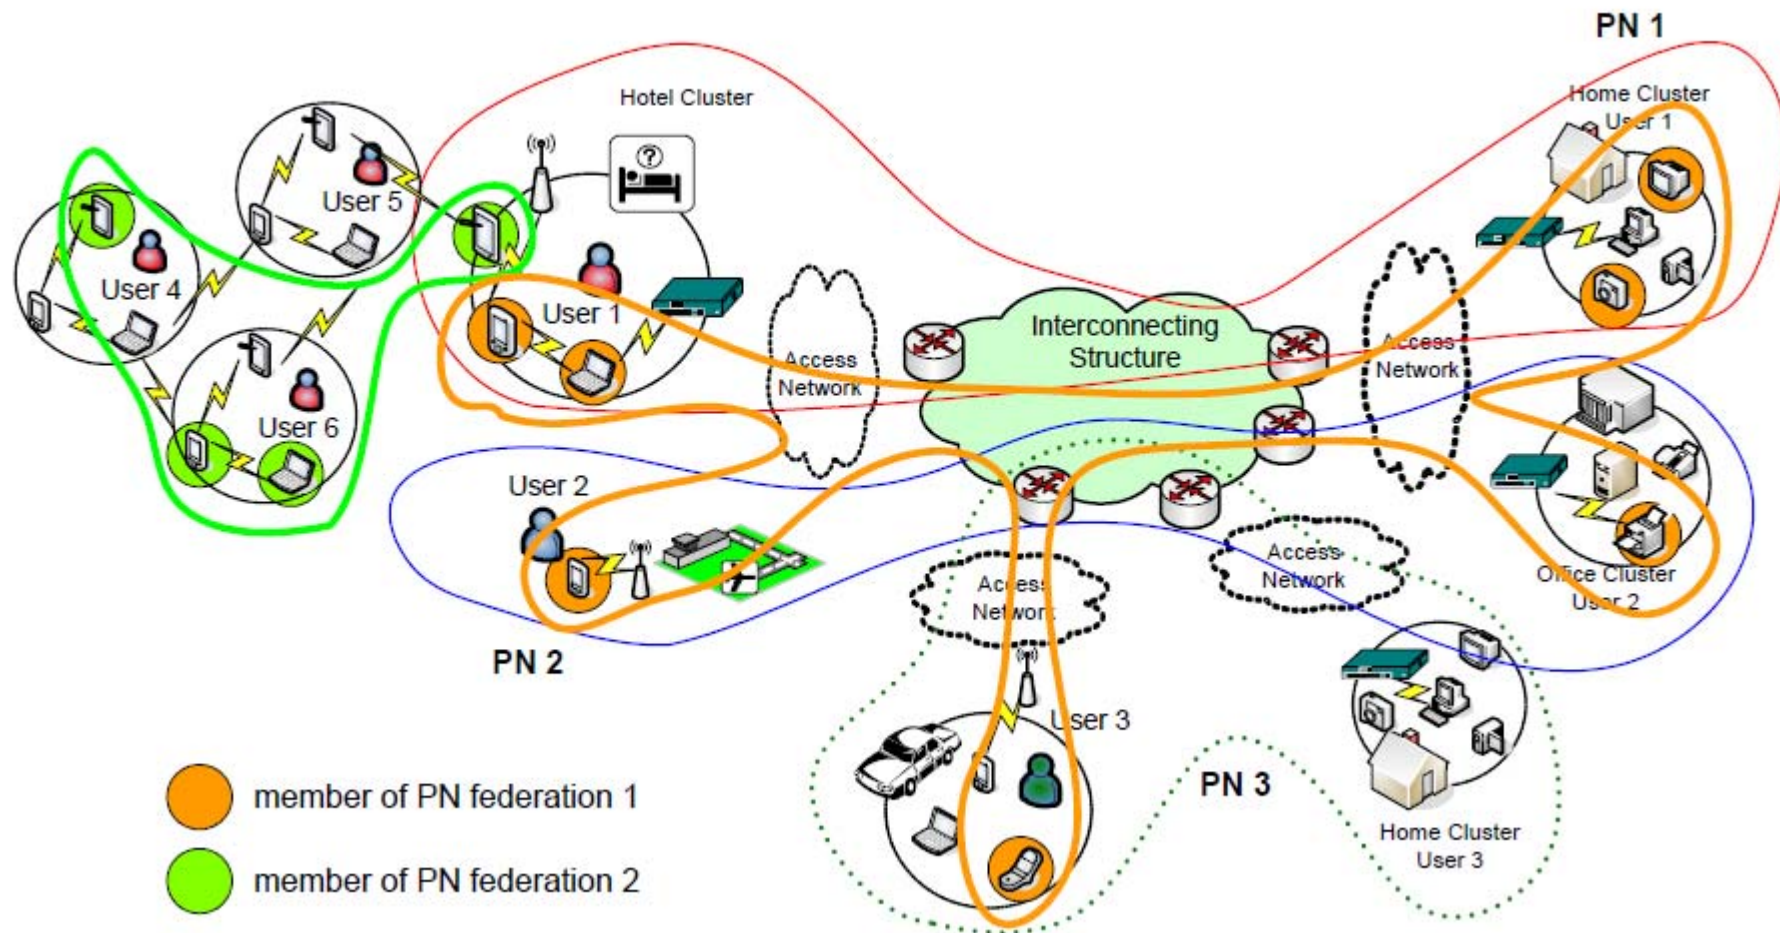 PN 1
Hotel Cluster
Home Cluster
User 1
User 5
?
User 4
User 1
Interconnecting
Structure
Access
Network
Access
Network
User 6
User 2
Access
Network
Access
Network
Office Cluster
User 2
PN 2
User 3
PN 3
Home Cluster
User 3
member of PN federation 1
member of PN federation 2